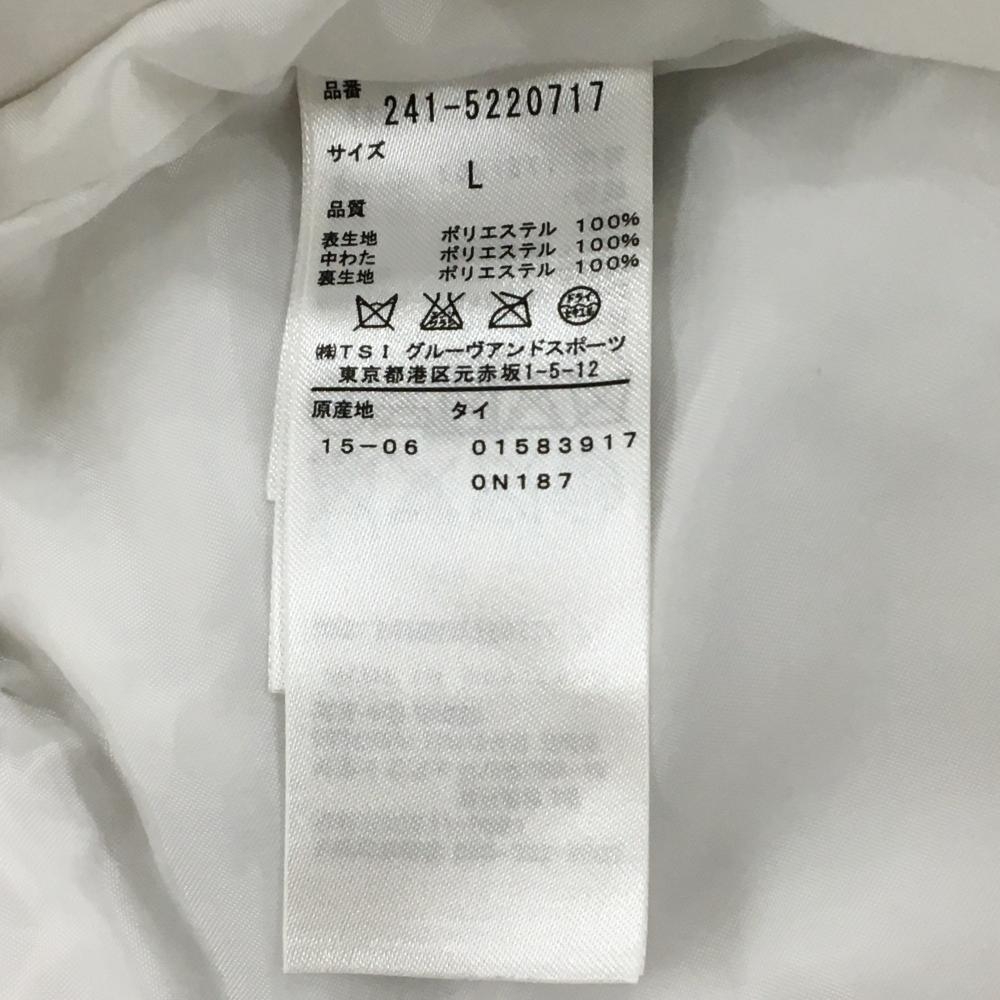 品番
241-5220717
サイズ
L
品質
表生地 ポリエステル 100%
中わた ポリエステル 100%
裏生地 ポリエステル 100%
ドライ
㈱TSI グルーヴアンドスポーツ
東京都港区元赤坂1-5-12
原産地 タイ
15-06 01583917
0N187